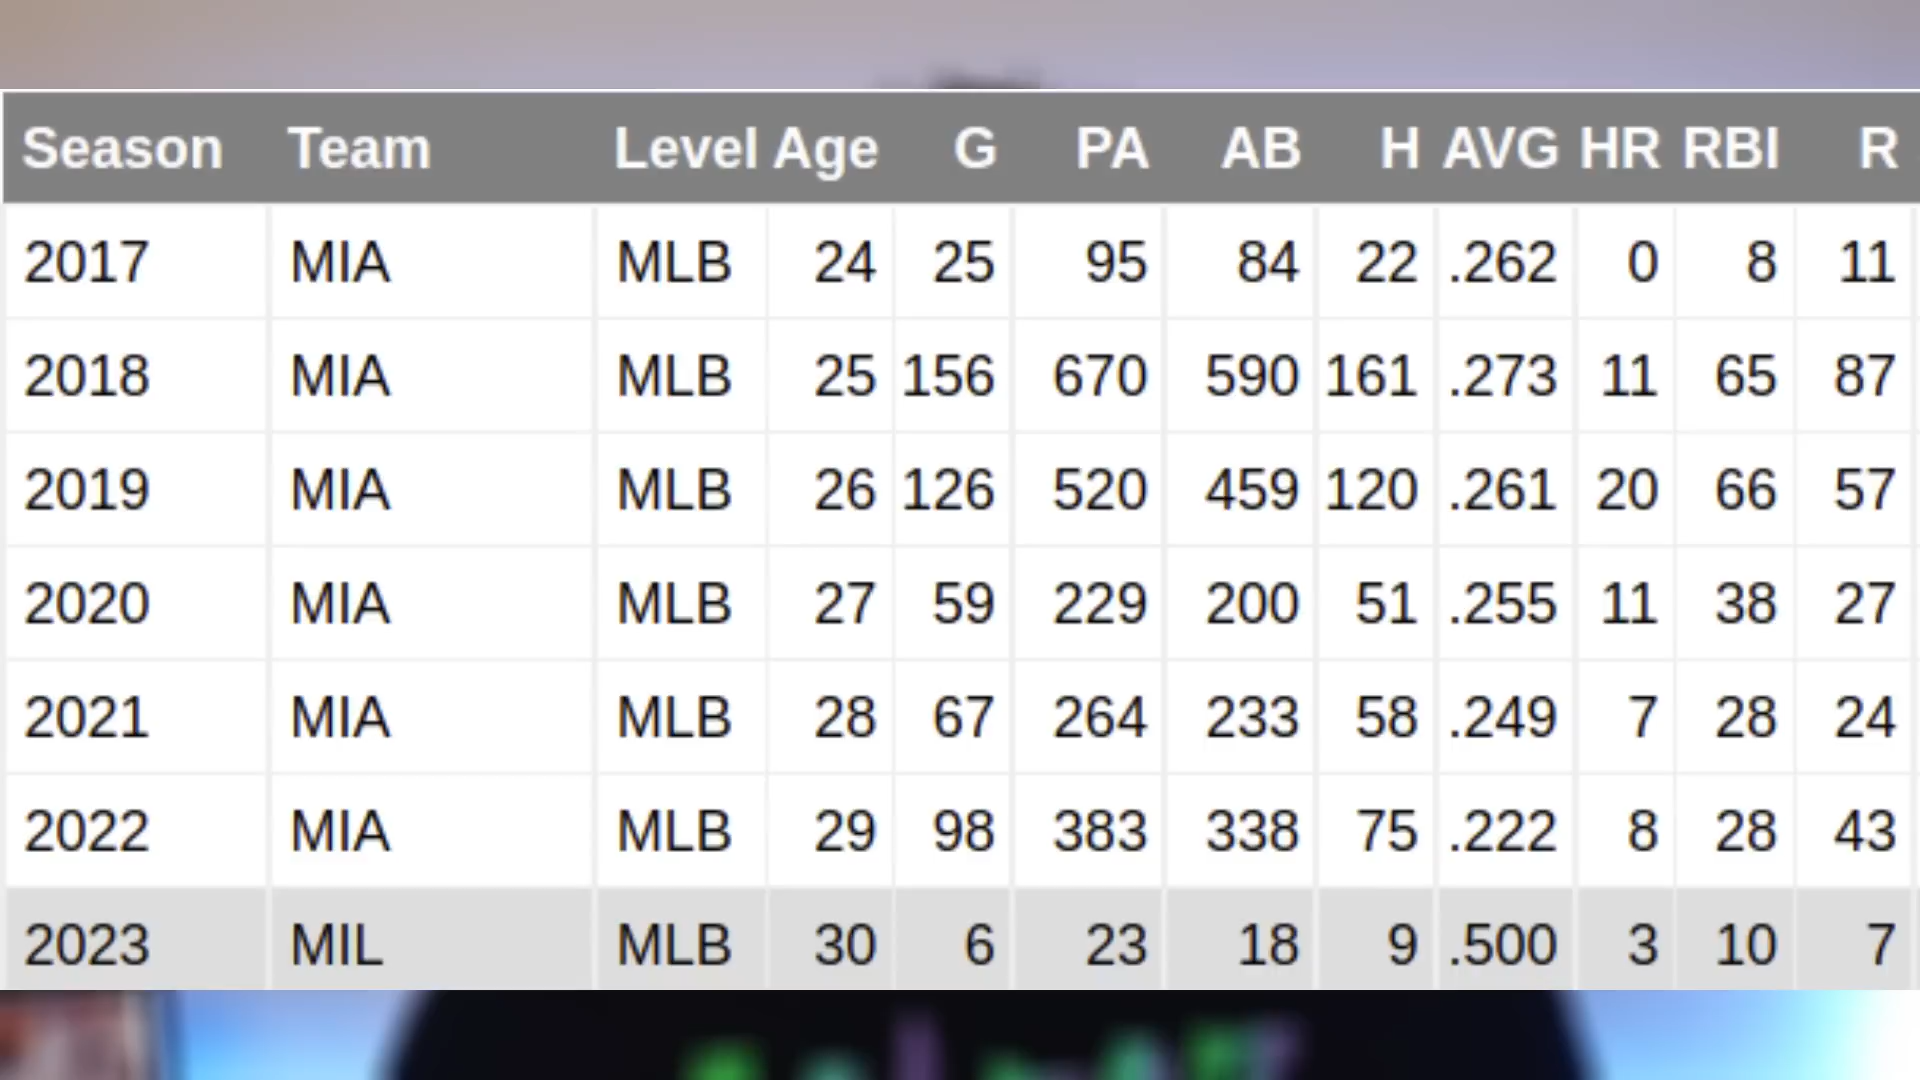 Season Team Level Age G PA AB H AVG HR RBI R
2017 MIA MLB 24 25 95 84 22 .262 0 8 11
2018 MIA MLB 25 156 670 590 161 .273 11 65 87
2019 MIA MLB 26 126 520 459 120 .261 20 66 57
2020 MIA MLB 27 59 229 200 51 .255 11 38 27
2021 MIA MLB 28 67 264 233 58 .249 7 28 24
2022 MIA MLB 29 98 383 338 75 .222 8 28 43
2023 MIL MLB 30 6 23 18 9 .500 3 10 7